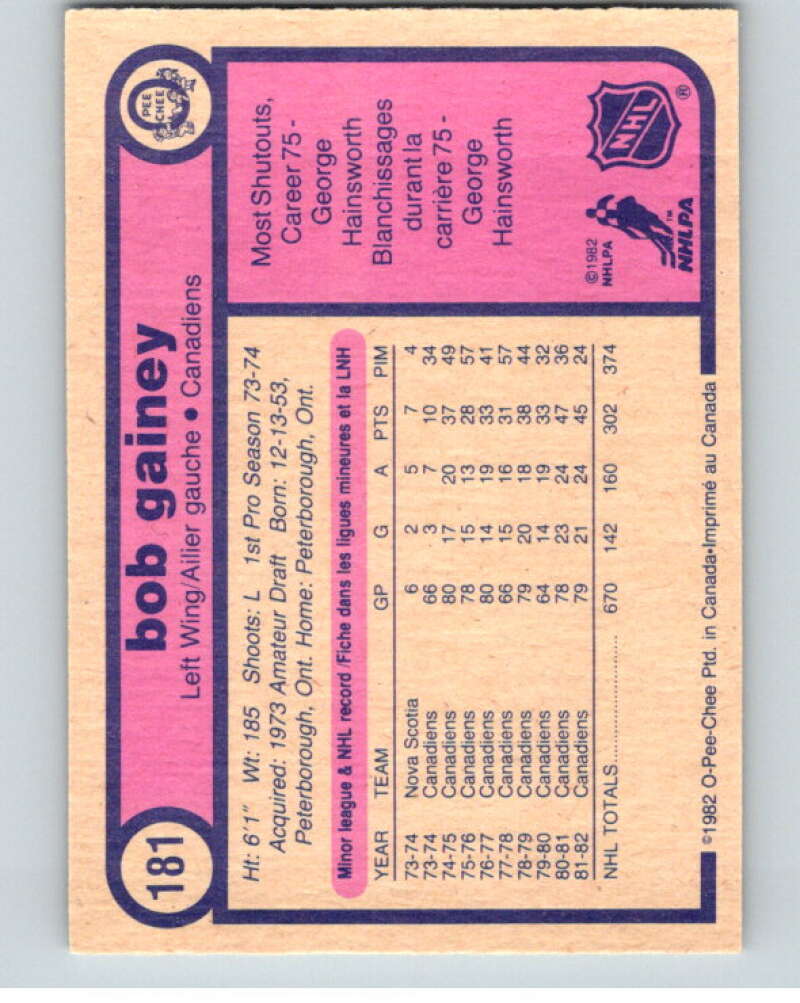 181
bob gainey
Left Wing/Ailier gauche • Canadiens
O
PEE
CHEE
Ht: 6'1" Wt: 185 Shoots: L 1st Pro Season 73-74
Acquired: 1973 Amateur Draft Born: 12-13-53,
Peterborough, Ont. Home: Peterborough, Ont.
Minor league & NHL record/Fiche dans les ligues mineures et la LNH
YEAR TEAM GP G A PTS PIM
73-74 Nova Scotia 6 2 5 7 4
73-74 Canadiens 66 3 7 10 34
74-75 Canadiens 80 17 20 37 49
75-76 Canadiens 78 15 13 28 57
76-77 Canadiens 80 14 19 33 41
77-78 Canadiens 66 15 16 31 57
78-79 Canadiens 79 20 18 38 44
79-80 Canadiens 64 14 19 33 32
80-81 Canadiens 78 23 24 47 36
81-82 Canadiens 79 21 24 45 24
NHL TOTALS 670 142 160 302 374
Most Shutouts,
Career 75 -
George
Hainsworth
Blanchissages
durant la
carrière 75 -
George
Hainsworth
©1982
NHLPA
NHLPA™
NHL®
©1982 O-Pee-Chee Ptd. in Canada•Imprimé au Canada